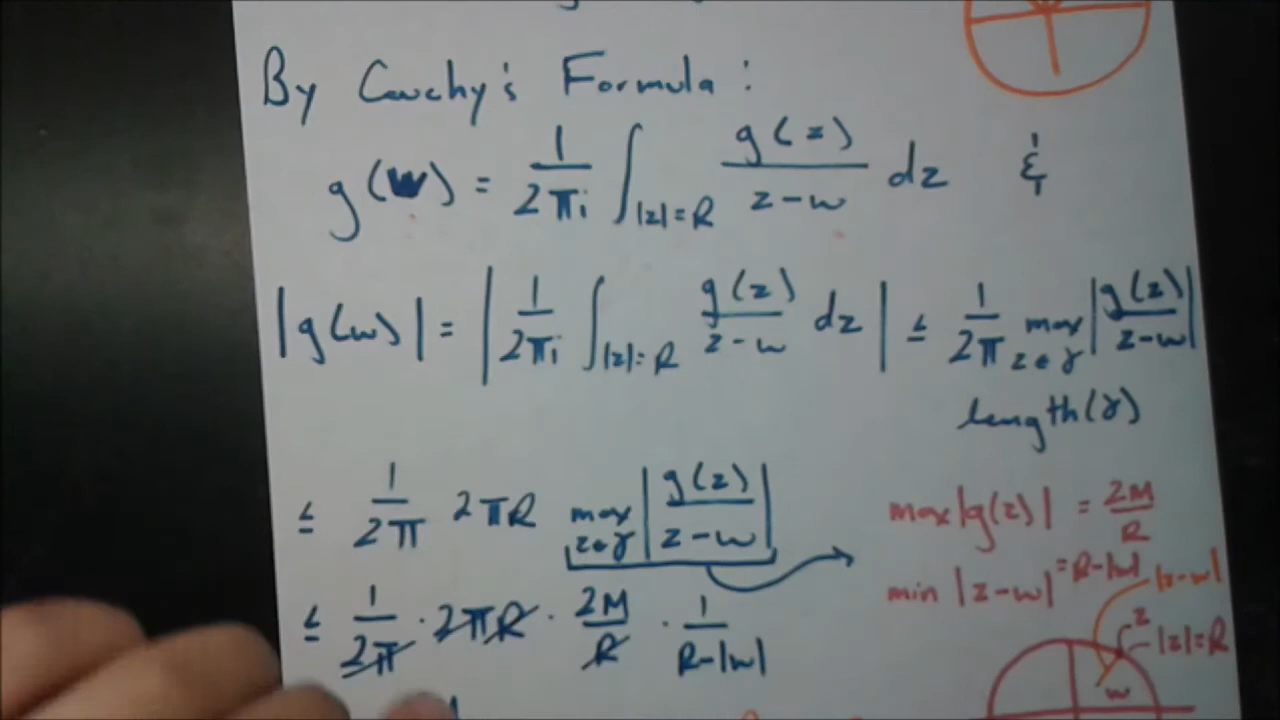 By Cauchy's Formula :
g(w) = 1/2πi ∫_{|z|=R} g(z)/z-w dz &
|g(w)| = |1/2πi ∫_{|z|=R} g(z)/z-w dz| ≤ 1/2π max_{z∈γ} |g(z)/z-w|
length(γ)
≤ 1/2π 2πR max_{z∈γ} |g(z)/z-w|
max|g(z)| = 2M/R
min |z-w| = R-|w|
|z-w|
≤ 1/2π · 2πR · 2M/R · 1/R-|w|
z
|z|=R
w